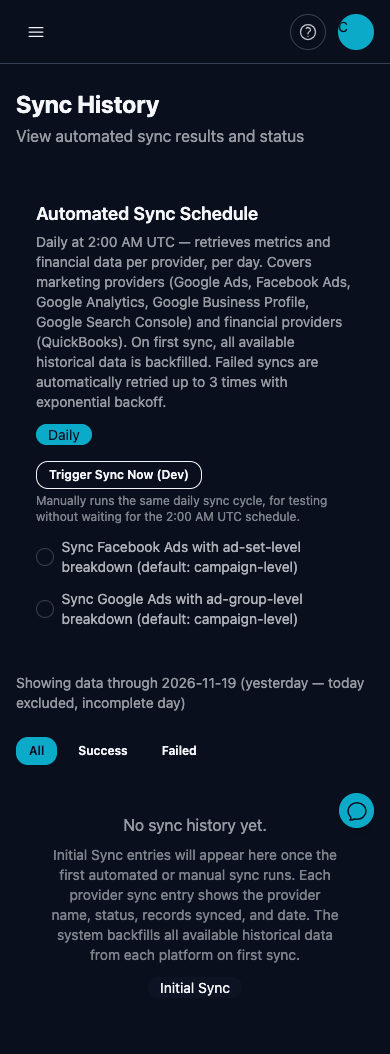 C
Sync History
View automated sync results and status
Automated Sync Schedule
Daily at 2:00 AM UTC — retrieves metrics and
financial data per provider, per day. Covers
marketing providers (Google Ads, Facebook Ads,
Google Analytics, Google Business Profile,
Google Search Console) and financial providers
(QuickBooks). On first sync, all available
historical data is backfilled. Failed syncs are
automatically retried up to 3 times with
exponential backoff.
Daily
Trigger Sync Now (Dev)
Manually runs the same daily sync cycle, for testing
without waiting for the 2:00 AM UTC schedule.
Sync Facebook Ads with ad-set-level
breakdown (default: campaign-level)
Sync Google Ads with ad-group-level
breakdown (default: campaign-level)
Showing data through 2026-11-19 (yesterday — today
excluded, incomplete day)
All Success Failed
No sync history yet.
Initial Sync entries will appear here once the
first automated or manual sync runs. Each
provider sync entry shows the provider
name, status, records synced, and date. The
system backfills all available historical data
from each platform on first sync.
Initial Sync